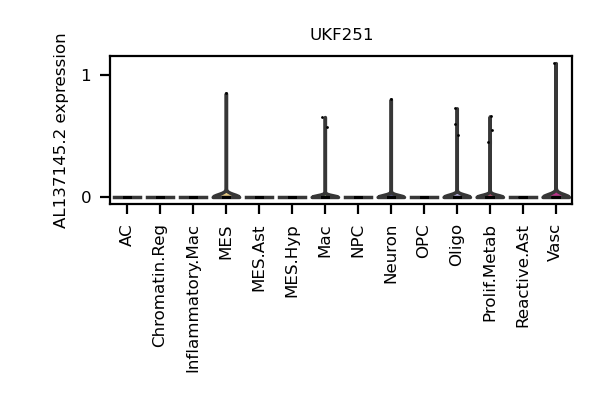 UKF251
AL137145.2 expression
1
0
AC
Chromatin.Reg
Inflammatory.Mac
MES
MES.Ast
MES.Hyp
Mac
NPC
Neuron
OPC
Oligo
Prolif.Metab
Reactive.Ast
Vasc